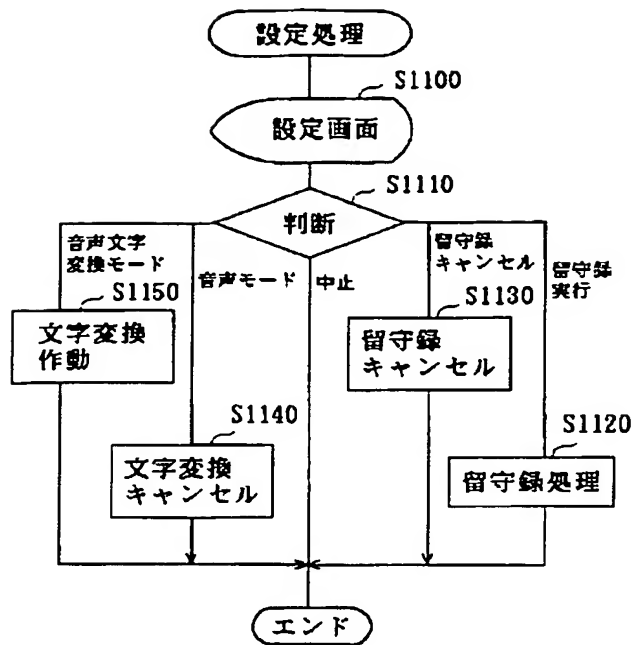 設定処理
S1100
設定画面
S1110
判断
音声文字
変換モード
音声モード
中止
留守録
キャンセル
留守録
実行
S1150
文字変換
作動
S1130
留守録
キャンセル
S1140
文字変換
キャンセル
S1120
留守録処理
エンド